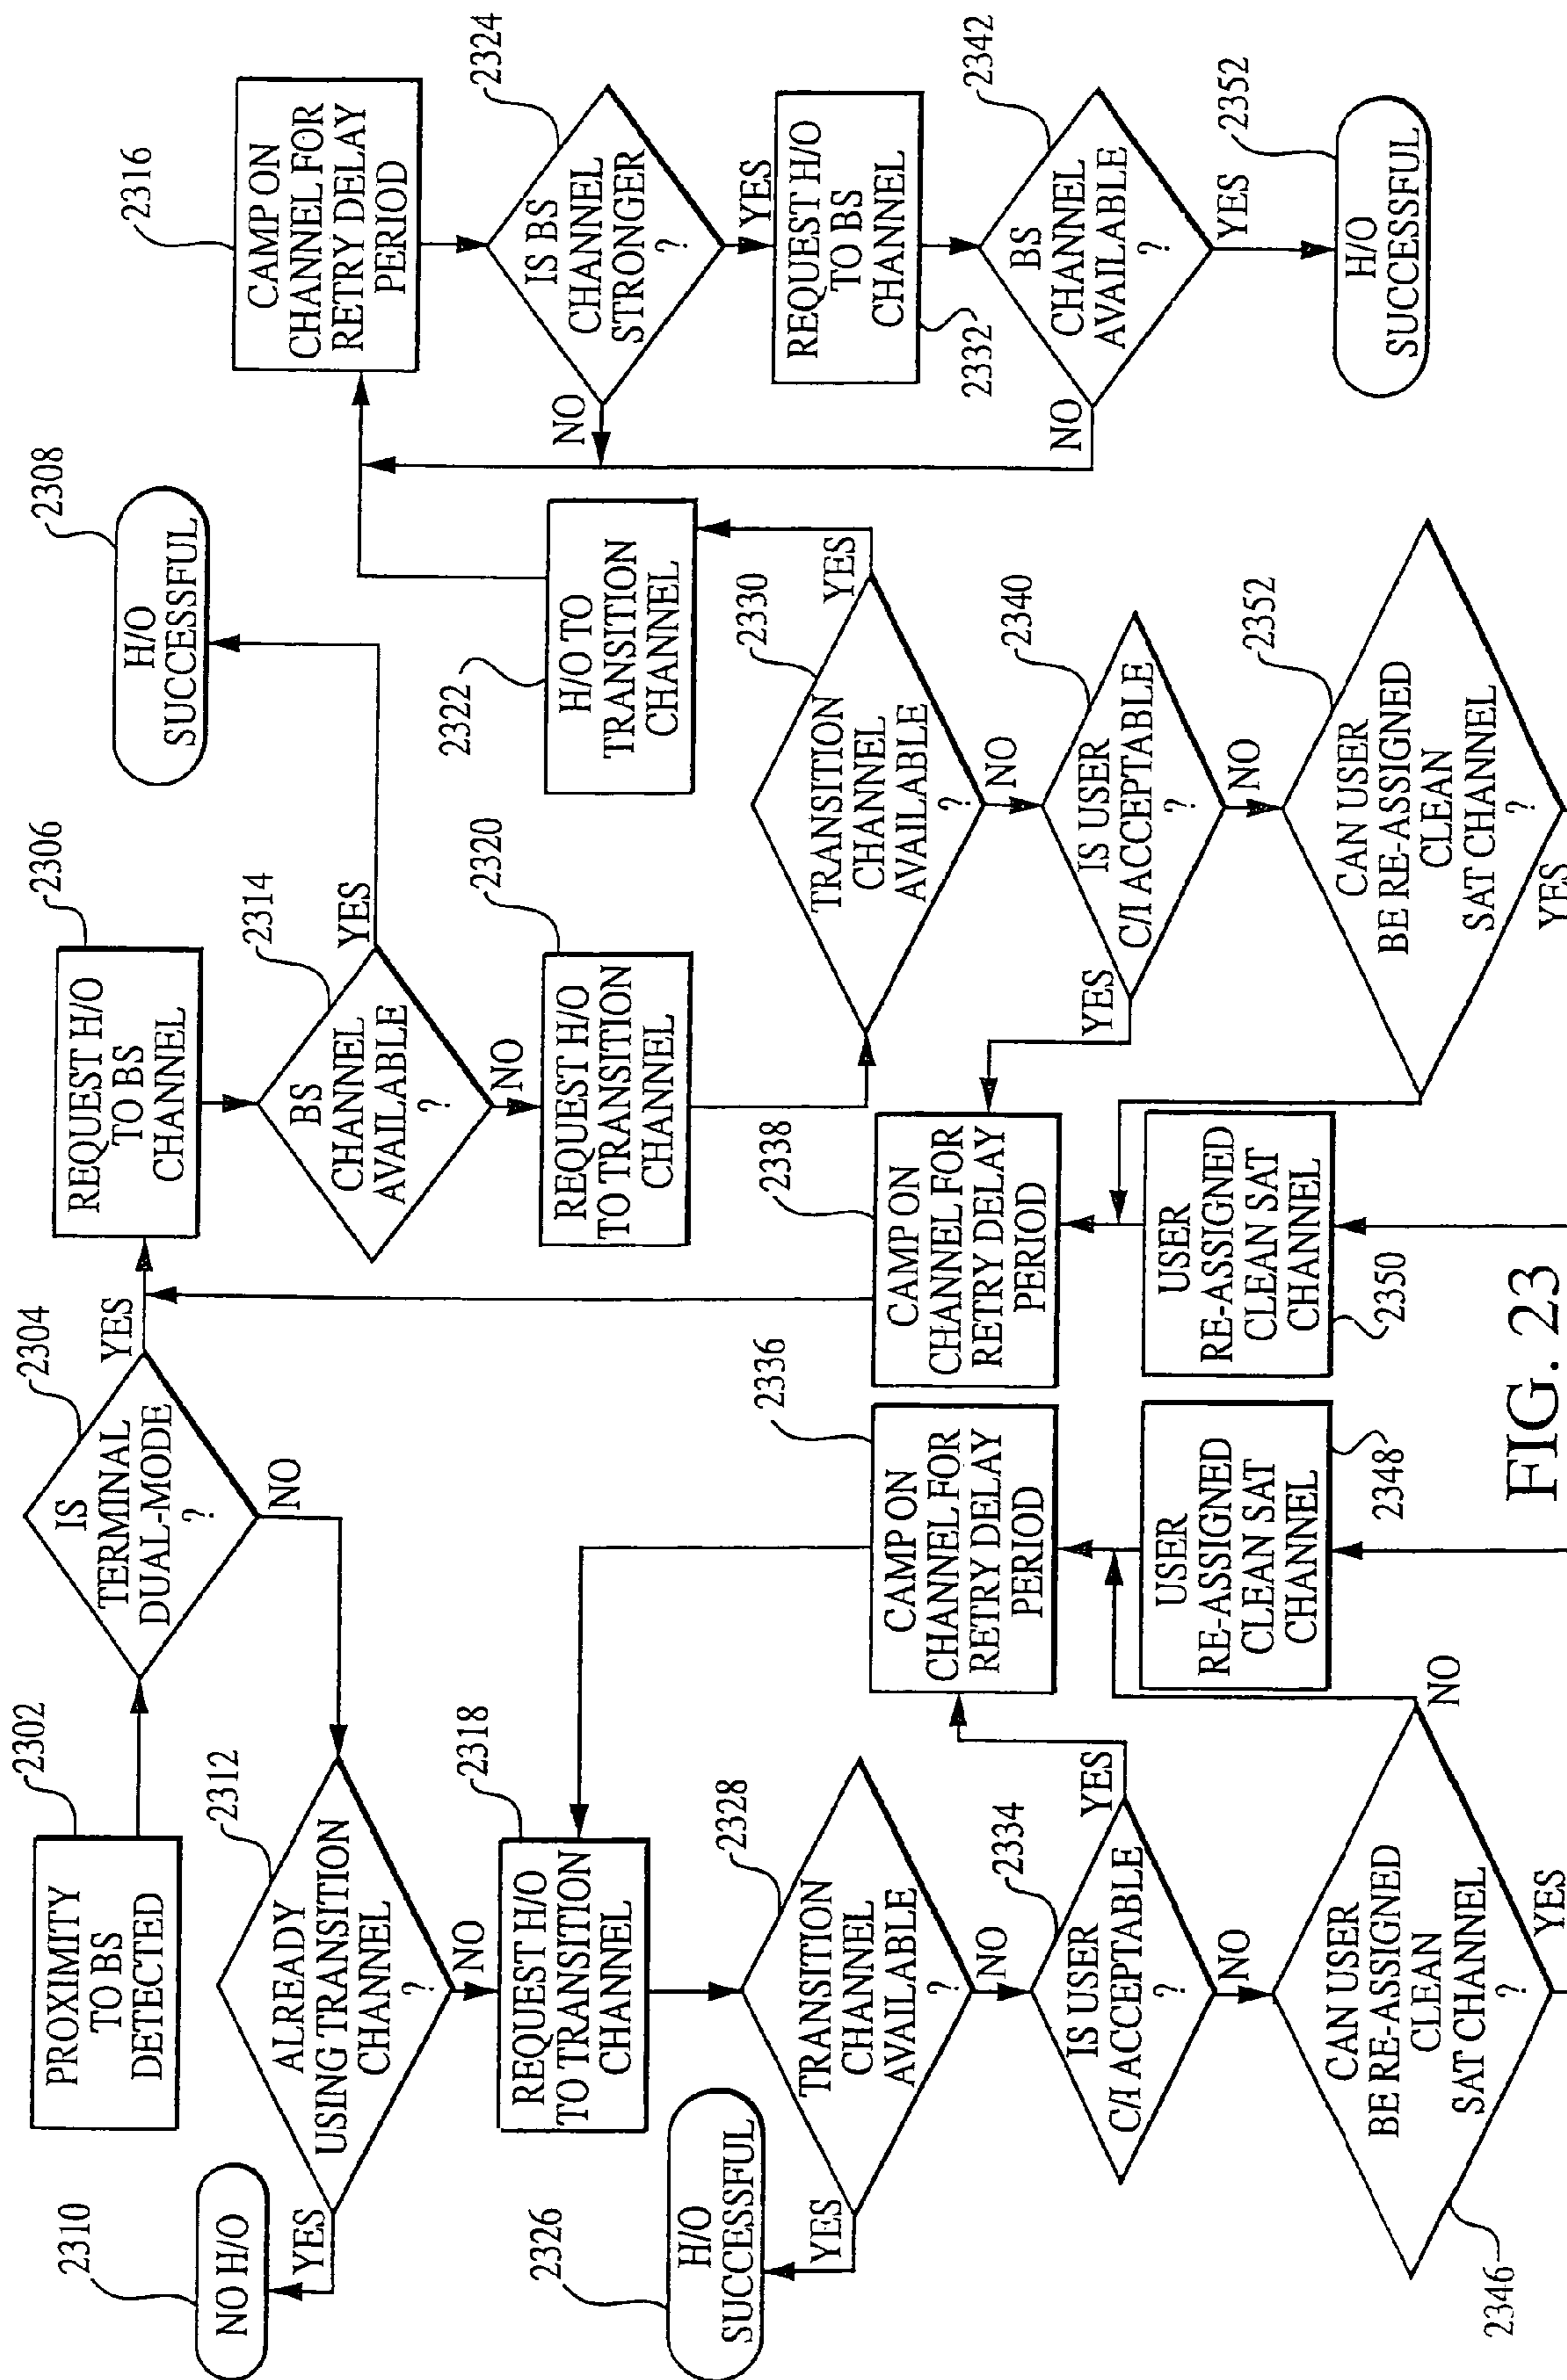 2302
PROXIMITY
TO BS
DETECTED
2304
IS
TERMINAL
DUAL-MODE
?
YES
NO
2306
REQUEST H/O
TO BS
CHANNEL
2308
H/O
SUCCESSFUL
2310
NO H/O
2312
ALREADY
USING TRANSITION
CHANNEL
?
YES
NO
2314
BS
CHANNEL
AVAILABLE
?
YES
NO
2316
CAMP ON
CHANNEL FOR
RETRY DELAY
PERIOD
2318
REQUEST H/O
TO TRANSITION
CHANNEL
2320
REQUEST H/O
TO TRANSITION
CHANNEL
2322
H/O TO
TRANSITION
CHANNEL
2324
IS BS
CHANNEL
STRONGER
?
NO
YES
2326
H/O
SUCCESSFUL
2328
TRANSITION
CHANNEL
AVAILABLE
?
YES
NO
2330
TRANSITION
CHANNEL
AVAILABLE
?
YES
NO
2332
REQUEST H/O
TO BS
CHANNEL
2334
IS USER
C/I ACCEPTABLE
?
YES
NO
2336
CAMP ON
CHANNEL FOR
RETRY DELAY
PERIOD
2338
CAMP ON
CHANNEL FOR
RETRY DELAY
PERIOD
2340
IS USER
C/I ACCEPTABLE
?
YES
NO
2342
BS
CHANNEL
AVAILABLE
?
NO
YES
2346
CAN USER
BE RE-ASSIGNED
CLEAN
SAT CHANNEL
?
NO
YES
2348
USER
RE-ASSIGNED
CLEAN SAT
CHANNEL
2350
USER
RE-ASSIGNED
CLEAN SAT
CHANNEL
2352
CAN USER
BE RE-ASSIGNED
CLEAN
SAT CHANNEL
?
YES
2352
H/O
SUCCESSFUL
FIG. 23